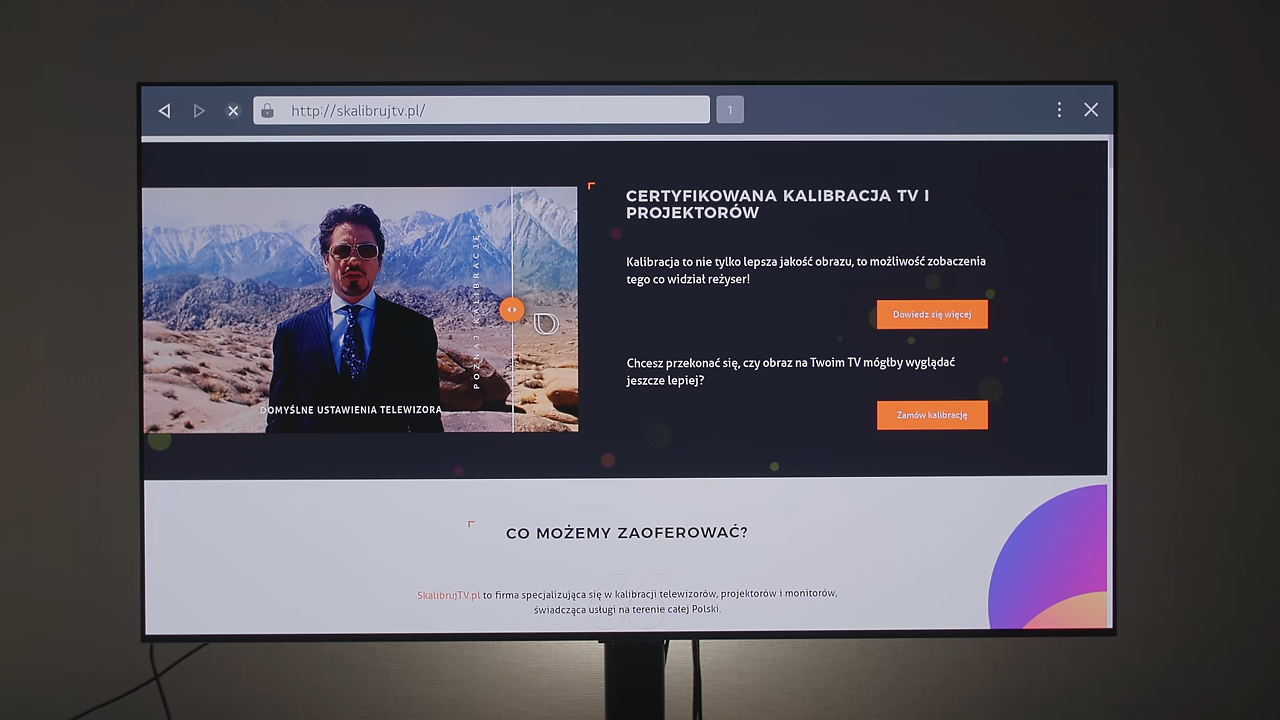 http://skalibrujtv.pl/
1
CERTYFIKOWANA KALIBRACJA TV I
PROJEKTORÓW
Kalibracja to nie tylko lepsza jakość obrazu, to możliwość zobaczenia
tego co widział reżyser!
Dowiedz się więcej
Chcesz przekonać się, czy obraz na Twoim TV mógłby wyglądać
jeszcze lepiej?
Zamów kalibrację
POZNAJ KALIBRACJĘ
DOMYŚLNE USTAWIENIA TELEWIZORA
CO MOŻEMY ZAOFEROWAĆ?
SkalibrujTV.pl to firma specjalizująca się w kalibracji telewizorów, projektorów i monitorów,
świadcząca usługi na terenie całej Polski.